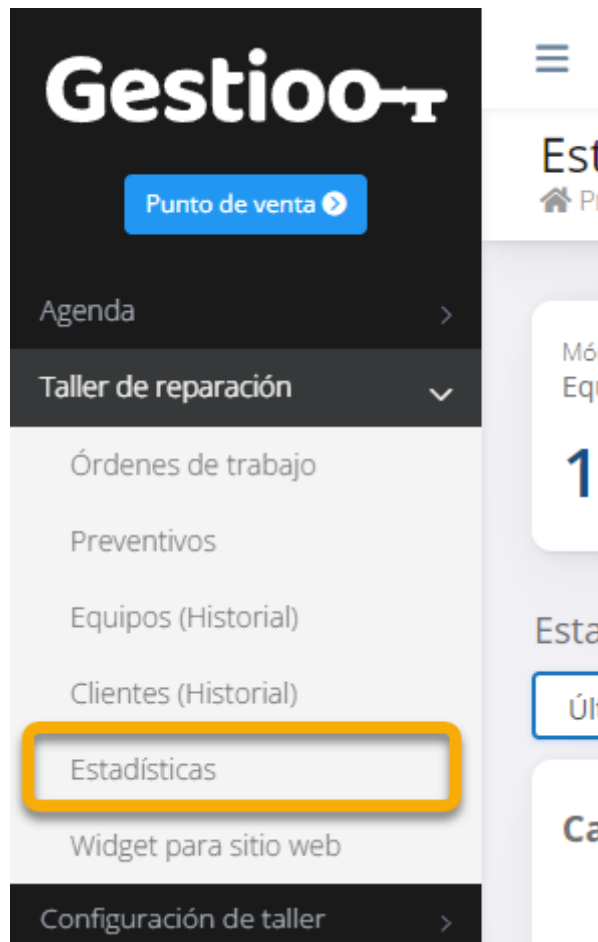 Gestioo
Punto de venta
Agenda
Taller de reparación
Órdenes de trabajo
Preventivos
Equipos (Historial)
Clientes (Historial)
Estadísticas
Widget para sitio web
Configuración de taller
1